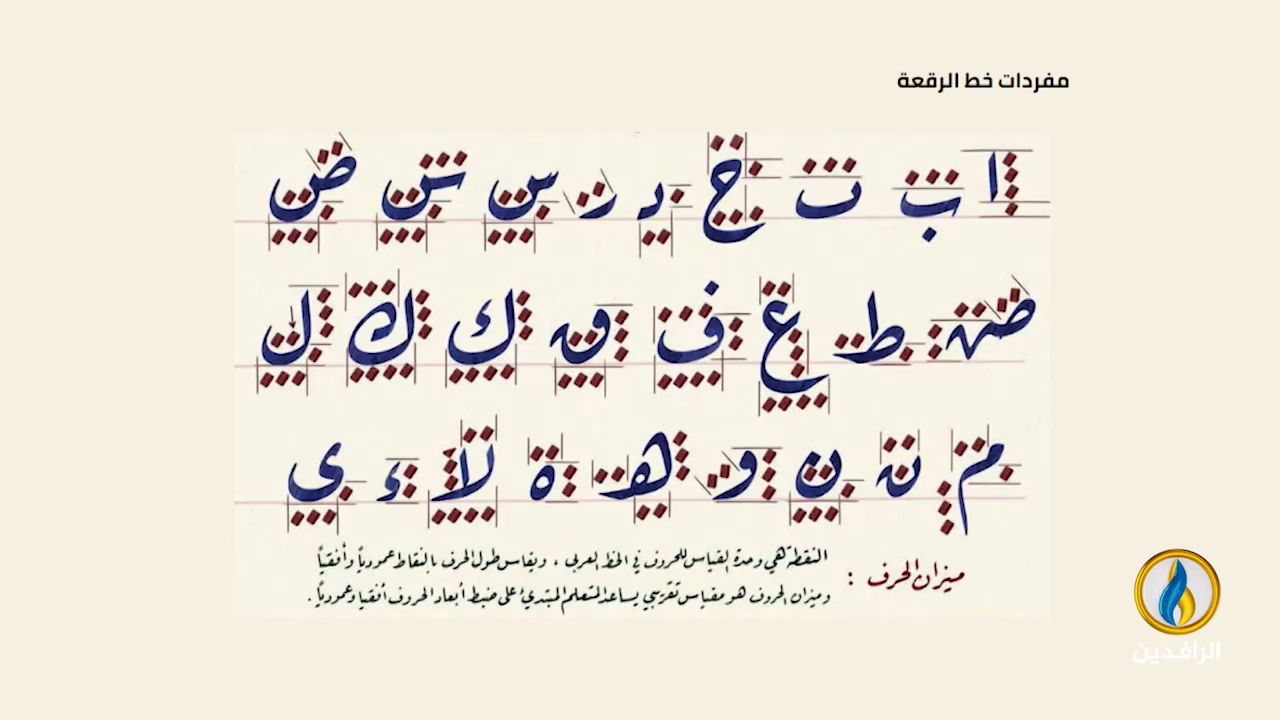 مفردات خط الرقعة
ا ب ت خ د ر س ش ض
ض ط غ ف ق ك ك ل
م ن ن و هـ ة لا ء ي
ميزان الحرف :
النقطة هي وحدة القياس للحروف في الخط العربي ، ويقاس طول الحرف بالنقاط عمودياً وأفقياً
وميزان الحروف هو مقياس تقريبي يساعد المتعلم المبتدئ على ضبط أبعاد الحروف أفقيا وعمودياً .
الرافدين